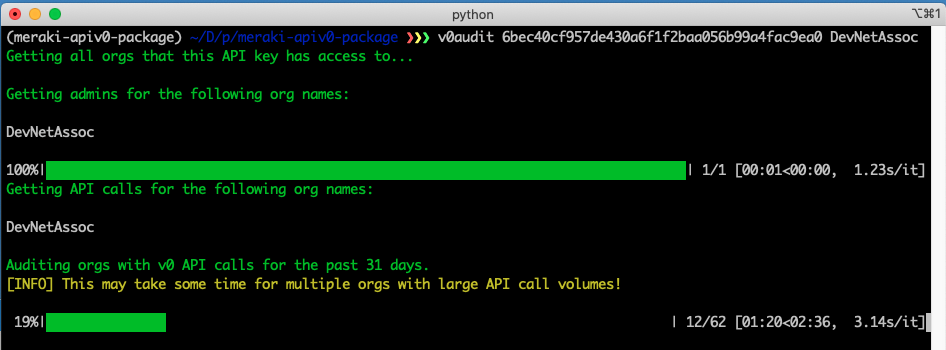 python
⌥⌘1
(meraki-apiv0-package) ~/D/p/meraki-apiv0-package ❯❯❯ v0audit 6bec40cf957de430a6f1f2baa056b99a4fac9ea0 DevNetAssoc
Getting all orgs that this API key has access to...
Getting admins for the following org names:
DevNetAssoc
100%| | 1/1 [00:01<00:00, 1.23s/it]
Getting API calls for the following org names:
DevNetAssoc
Auditing orgs with v0 API calls for the past 31 days.
[INFO] This may take some time for multiple orgs with large API call volumes!
19%| | 12/62 [01:20<02:36, 3.14s/it]